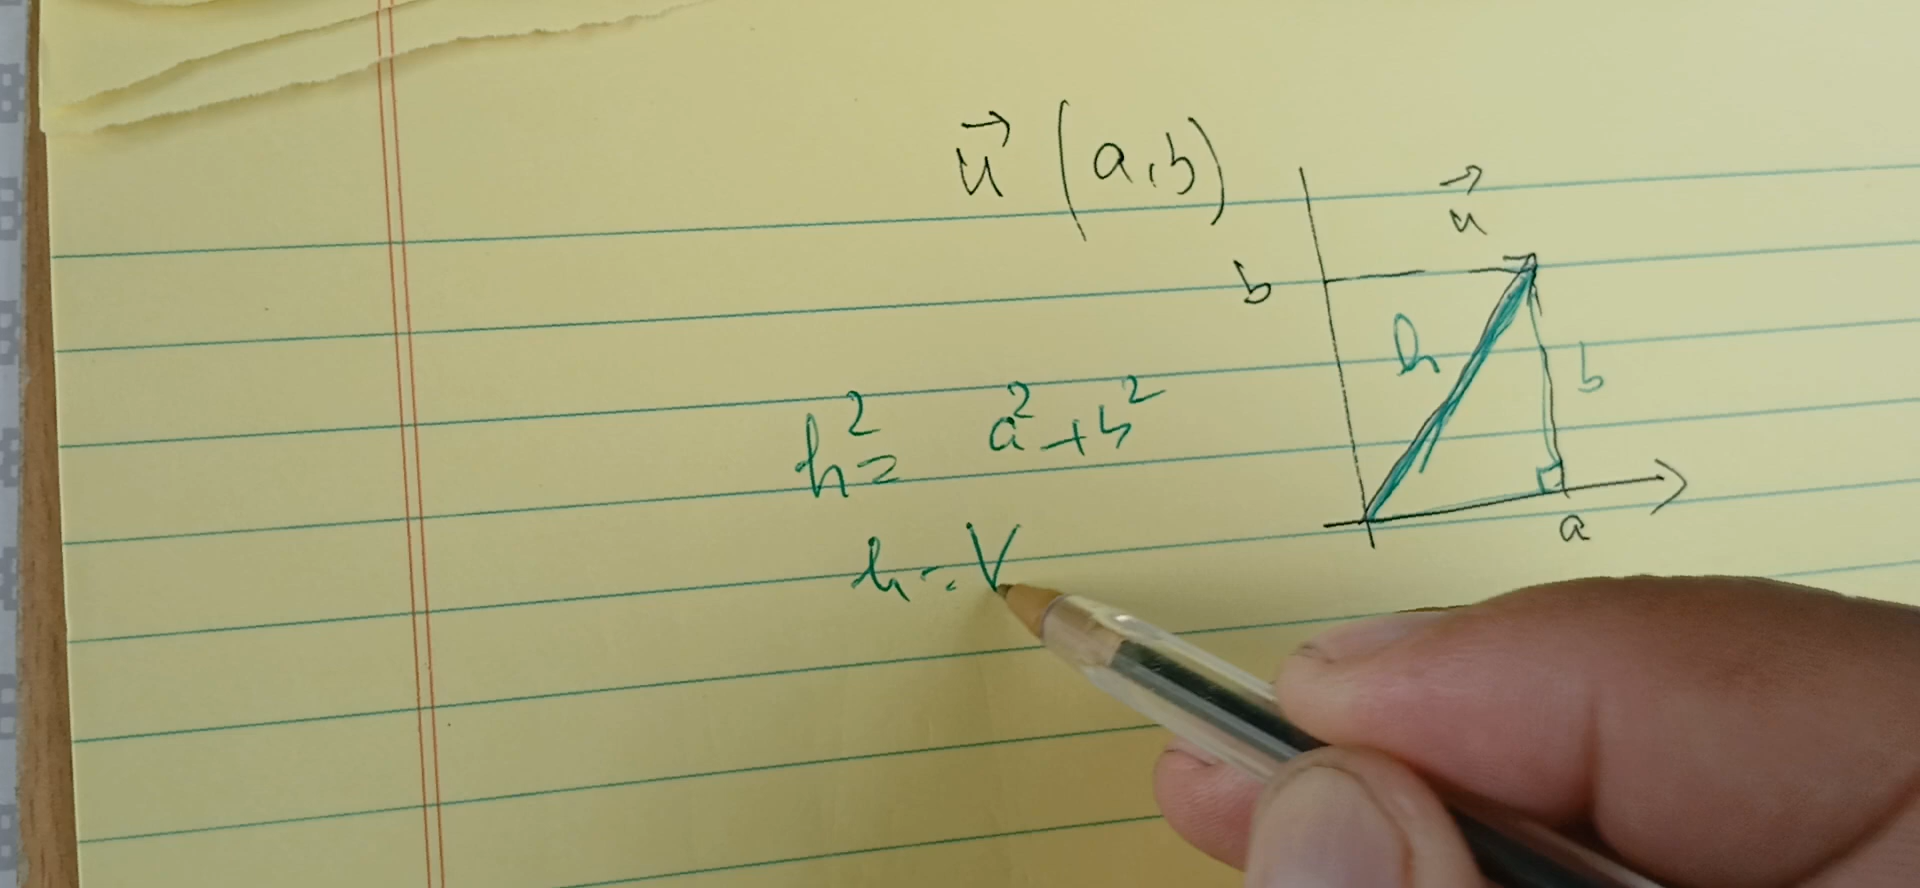 u⃗ (a,b)
u⃗
b
h
b
h² = a²+b²
a
h = √